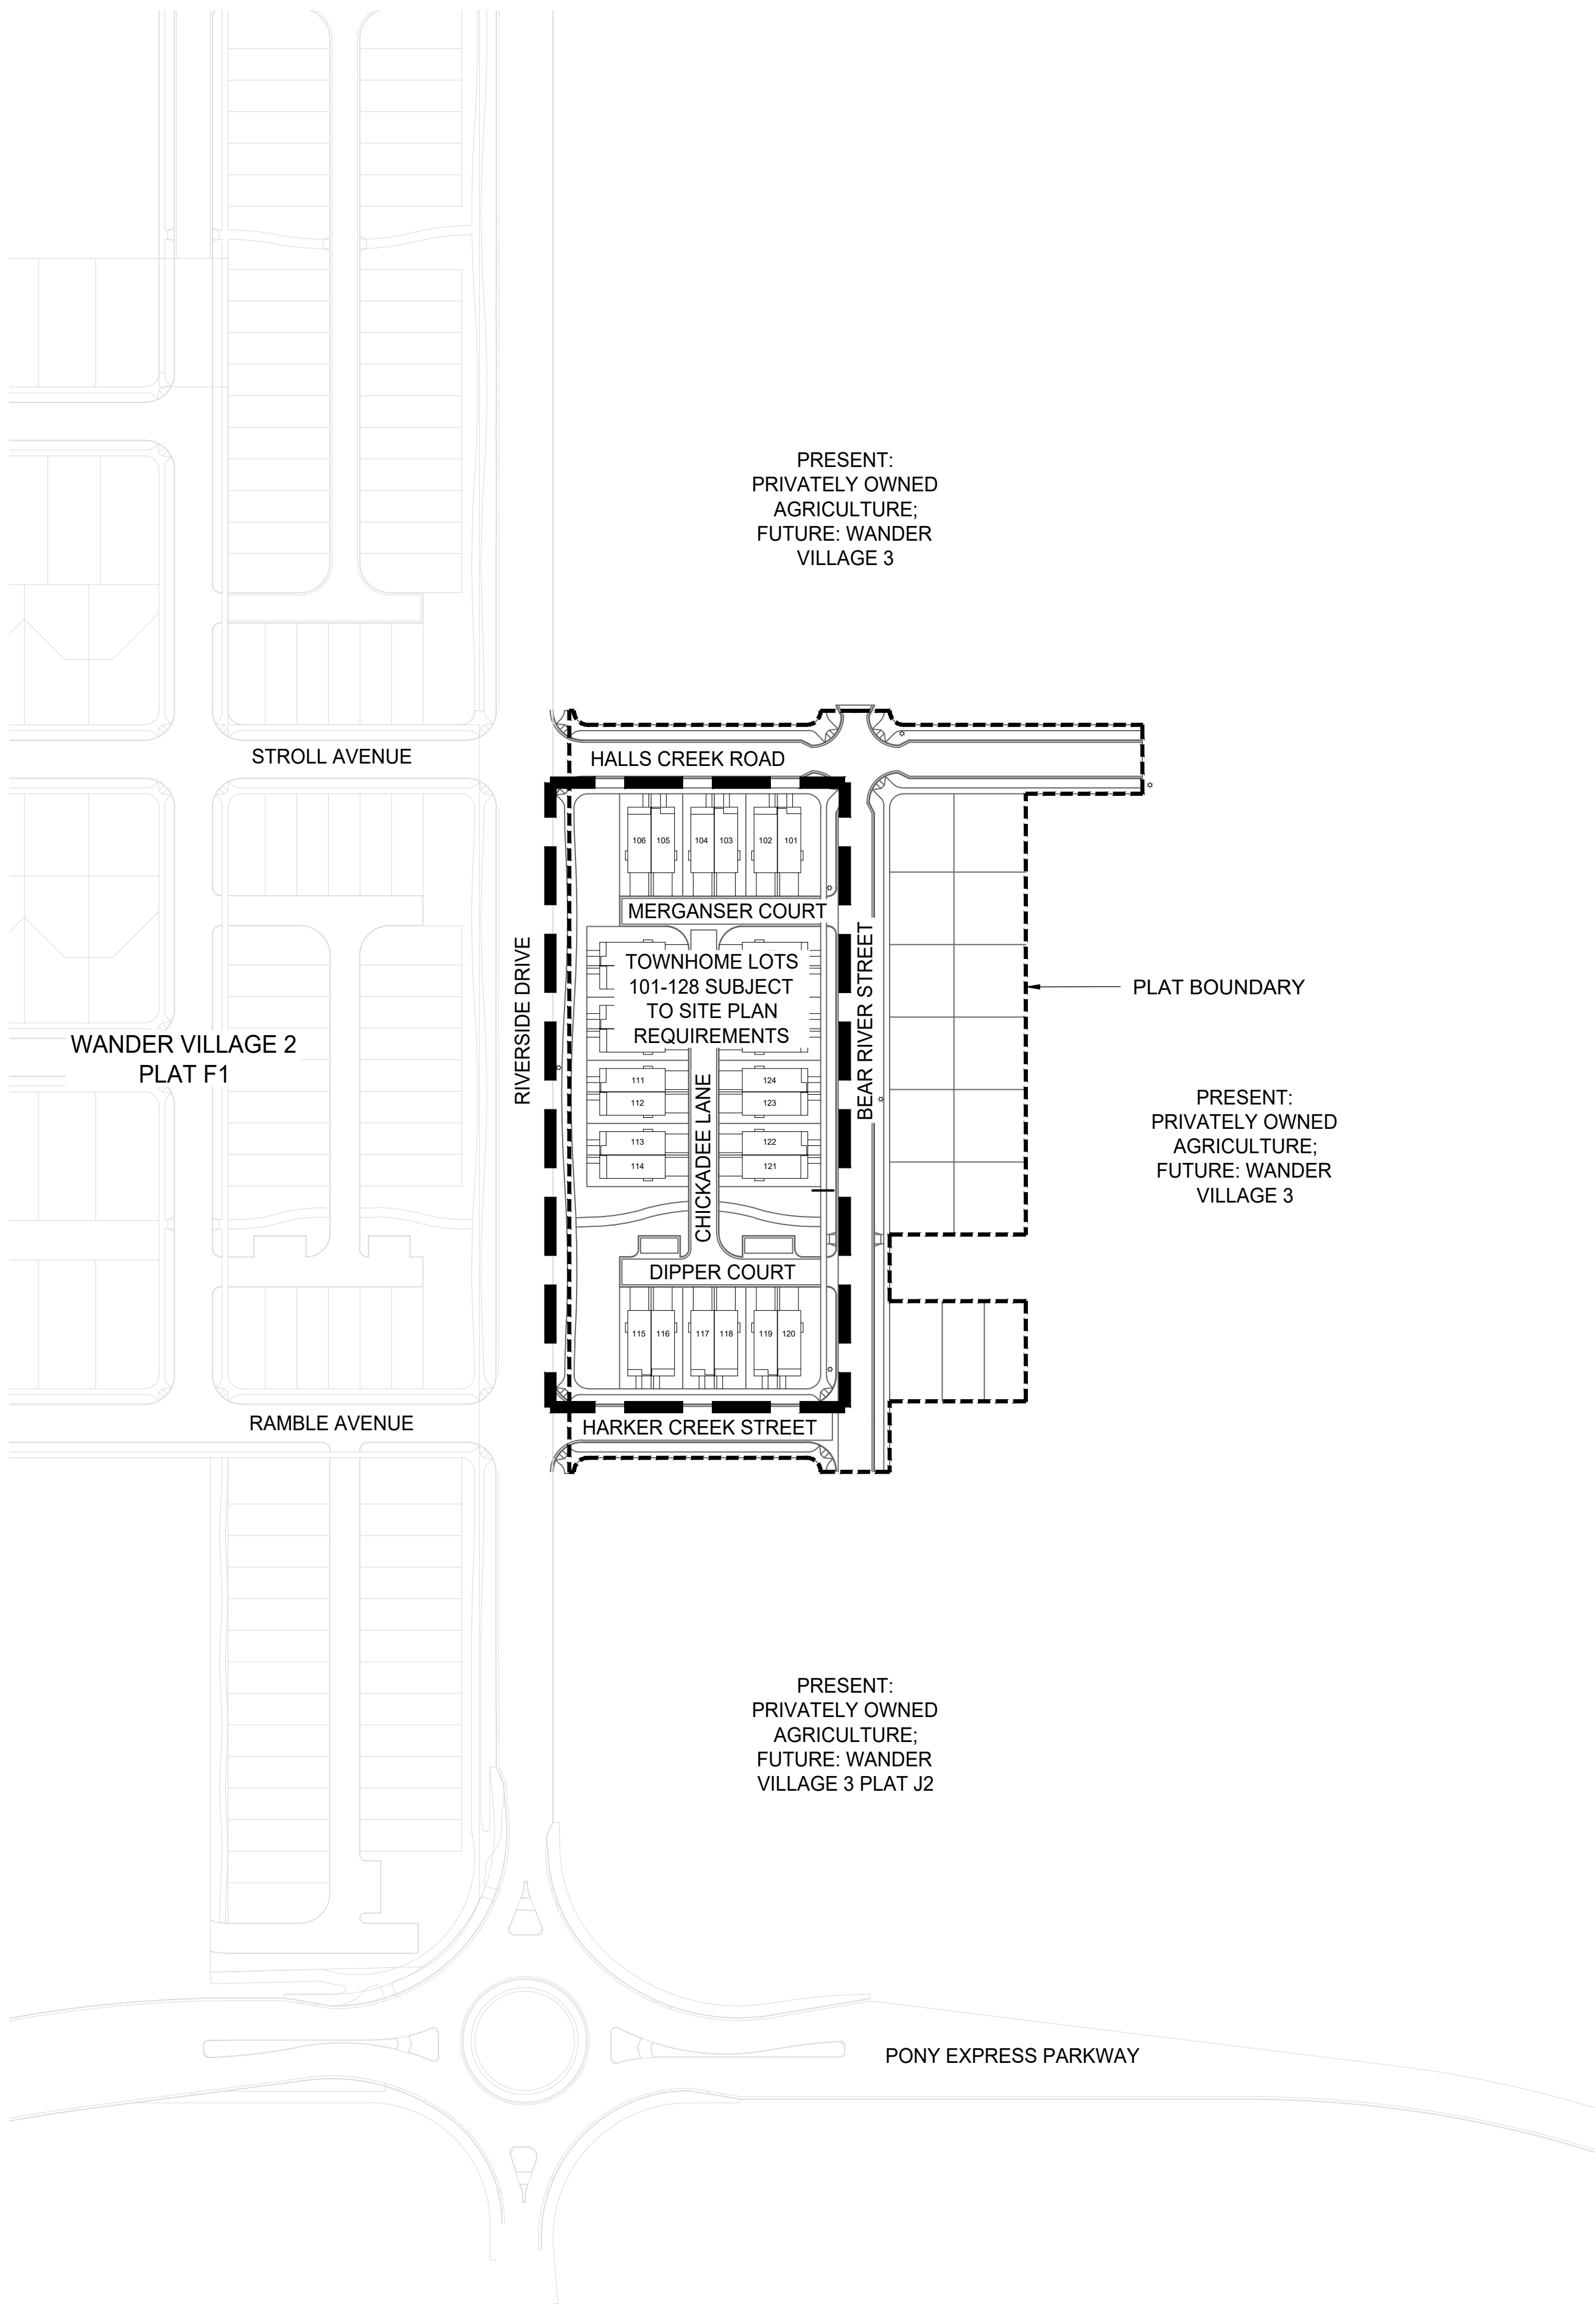 PRESENT:
PRIVATELY OWNED
AGRICULTURE;
FUTURE: WANDER
VILLAGE 3
STROLL AVENUE
HALLS CREEK ROAD
106 105 104 103 102 101
MERGANSER COURT
TOWNHOME LOTS
101-128 SUBJECT
TO SITE PLAN
REQUIREMENTS
RIVERSIDE DRIVE
BEAR RIVER STREET
PLAT BOUNDARY
WANDER VILLAGE 2
PLAT F1
CHICKADEE LANE
111 124
112 123
113 122
114 121
PRESENT:
PRIVATELY OWNED
AGRICULTURE;
FUTURE: WANDER
VILLAGE 3
DIPPER COURT
115 116 117 118 119 120
RAMBLE AVENUE
HARKER CREEK STREET
PRESENT:
PRIVATELY OWNED
AGRICULTURE;
FUTURE: WANDER
VILLAGE 3 PLAT J2
PONY EXPRESS PARKWAY